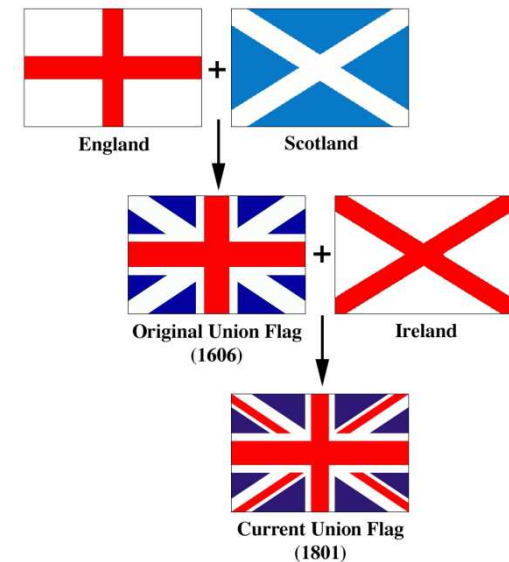 +
England
Scotland
+
Original Union Flag
(1606)
Ireland
Current Union Flag
(1801)